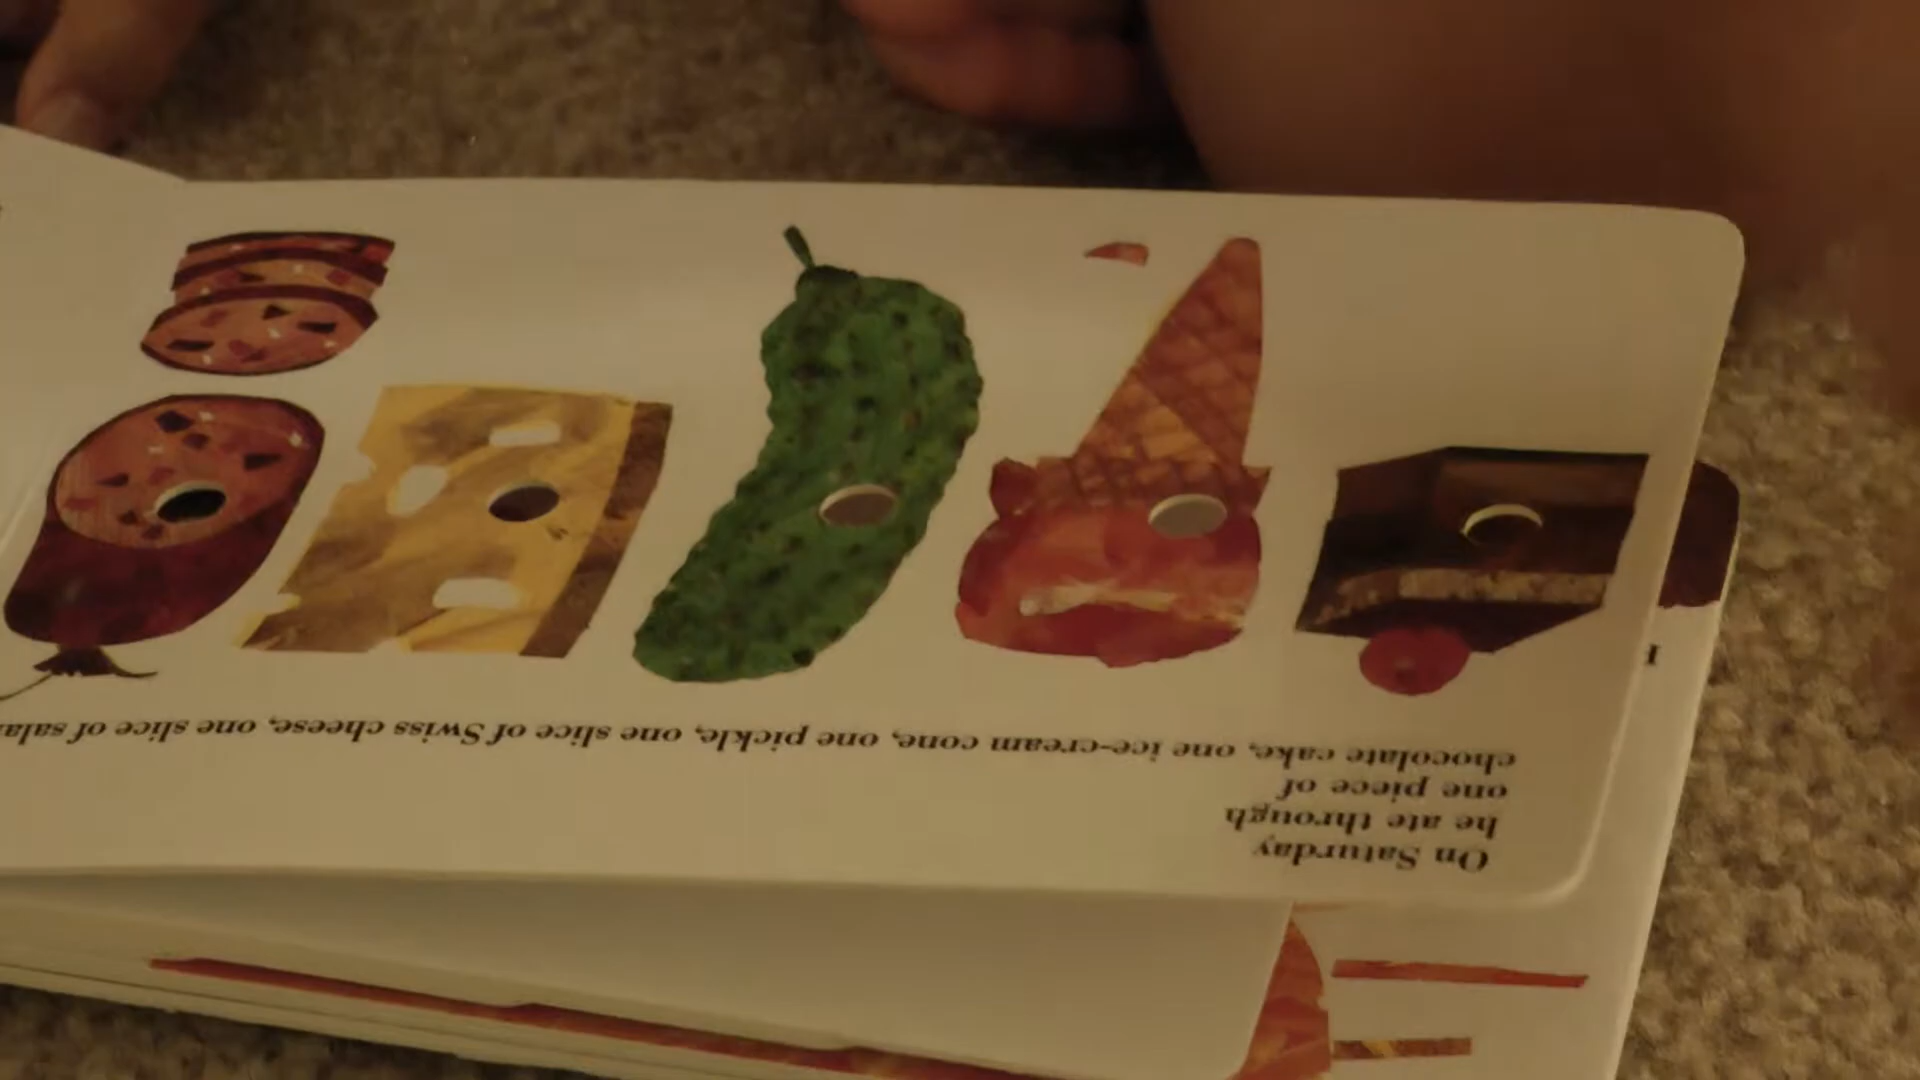 On Saturday
he ate through
one piece of
chocolate cake, one ice-cream cone, one pickle, one slice of Swiss cheese, one slice of